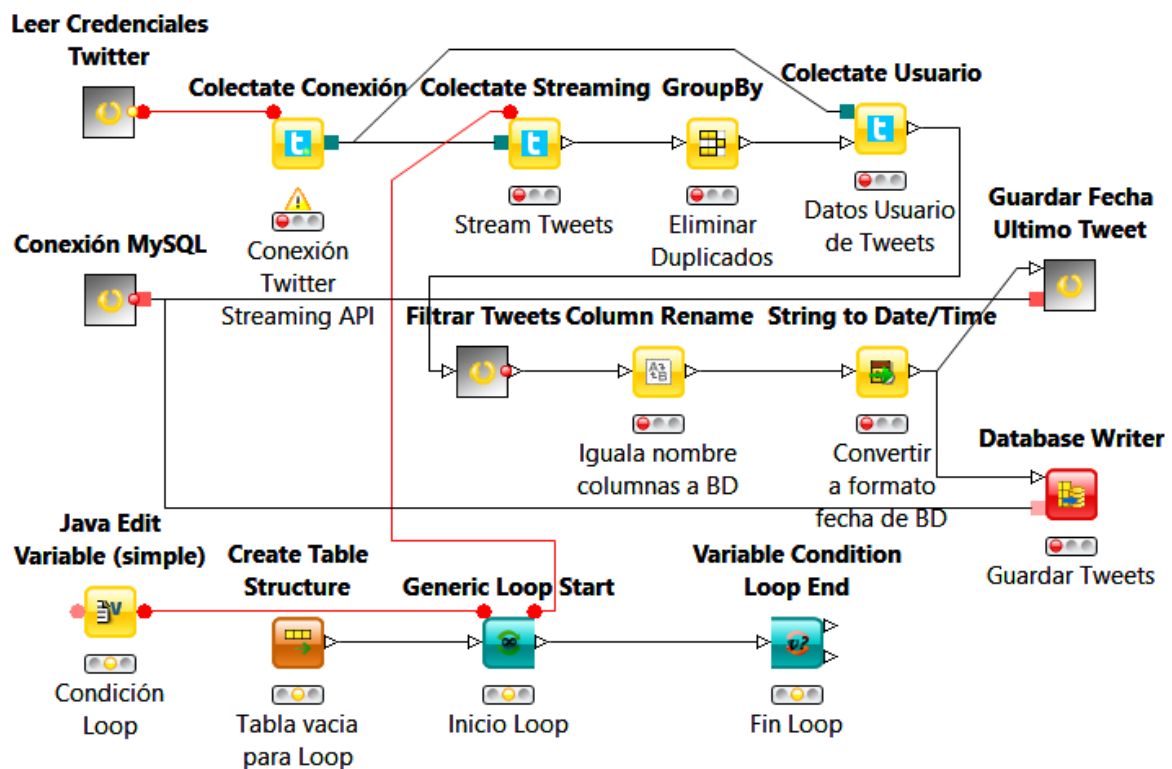 Leer Credenciales
Twitter
Colectate Conexión
Colectate Streaming
GroupBy
Colectate Usuario
Stream Tweets
Eliminar
Duplicados
Datos Usuario
de Tweets
Guardar Fecha
Ultimo Tweet
Conexión MySQL
Conexión
Twitter
Streaming API
Filtrar Tweets
Column Rename
String to Date/Time
Iguala nombre
columnas a BD
Convertir
a formato
fecha de BD
Database Writer
Guardar Tweets
Java Edit
Variable (simple)
Create Table
Structure
Generic Loop Start
Variable Condition
Loop End
Condición
Loop
Tabla vacia
para Loop
Inicio Loop
Fin Loop